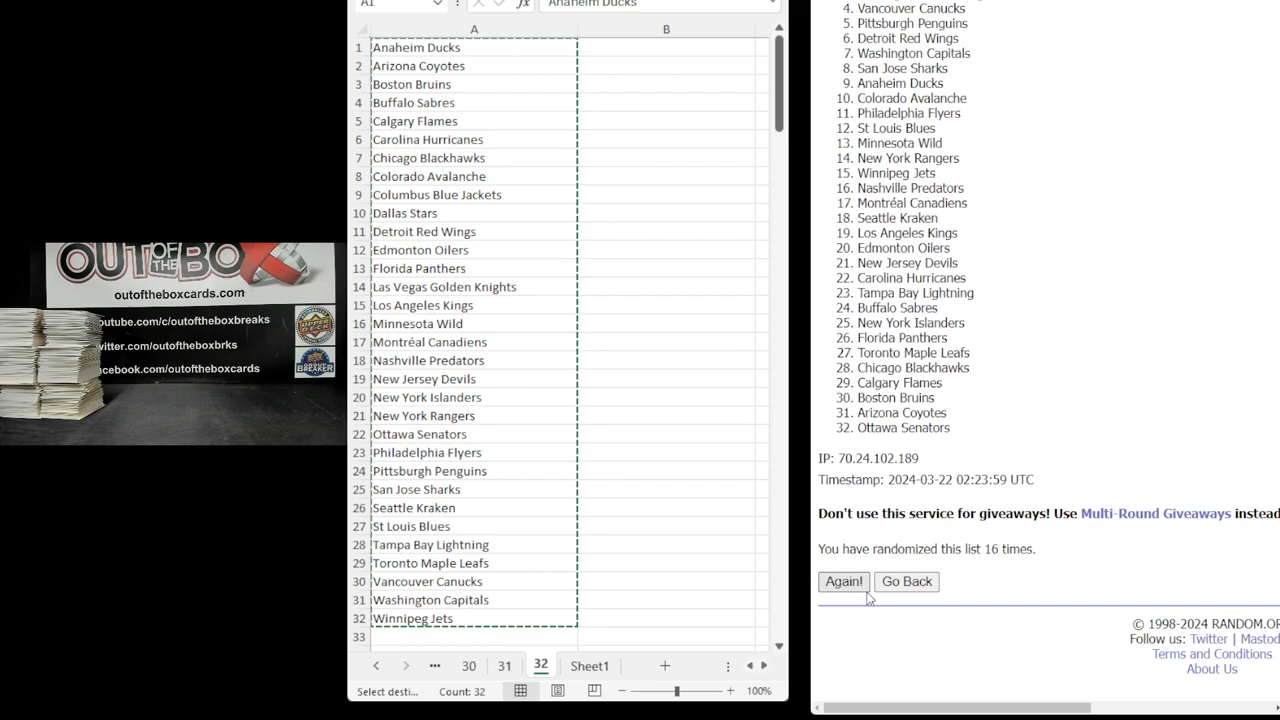 OUT OF THE BOX
outoftheboxcards.com
outube.com/c/outoftheboxbreaks
witter.com/outoftheboxbrks
acebook.com/outoftheboxcards
UPPER DECK
GROUP BREAKER
A1
Anaheim Ducks
A B
1 Anaheim Ducks
2 Arizona Coyotes
3 Boston Bruins
4 Buffalo Sabres
5 Calgary Flames
6 Carolina Hurricanes
7 Chicago Blackhawks
8 Colorado Avalanche
9 Columbus Blue Jackets
10 Dallas Stars
11 Detroit Red Wings
12 Edmonton Oilers
13 Florida Panthers
14 Las Vegas Golden Knights
15 Los Angeles Kings
16 Minnesota Wild
17 Montréal Canadiens
18 Nashville Predators
19 New Jersey Devils
20 New York Islanders
21 New York Rangers
22 Ottawa Senators
23 Philadelphia Flyers
24 Pittsburgh Penguins
25 San Jose Sharks
26 Seattle Kraken
27 St Louis Blues
28 Tampa Bay Lightning
29 Toronto Maple Leafs
30 Vancouver Canucks
31 Washington Capitals
32 Winnipeg Jets
33
... 30 31 32 Sheet1 +
Select desti... Count: 32 − + 100%
4. Vancouver Canucks
5. Pittsburgh Penguins
6. Detroit Red Wings
7. Washington Capitals
8. San Jose Sharks
9. Anaheim Ducks
10. Colorado Avalanche
11. Philadelphia Flyers
12. St Louis Blues
13. Minnesota Wild
14. New York Rangers
15. Winnipeg Jets
16. Nashville Predators
17. Montréal Canadiens
18. Seattle Kraken
19. Los Angeles Kings
20. Edmonton Oilers
21. New Jersey Devils
22. Carolina Hurricanes
23. Tampa Bay Lightning
24. Buffalo Sabres
25. New York Islanders
26. Florida Panthers
27. Toronto Maple Leafs
28. Chicago Blackhawks
29. Calgary Flames
30. Boston Bruins
31. Arizona Coyotes
32. Ottawa Senators
IP: 70.24.102.189
Timestamp: 2024-03-22 02:23:59 UTC
Don't use this service for giveaways! Use Multi-Round Giveaways instead
You have randomized this list 16 times.
Again! Go Back
© 1998-2024 RANDOM.OR
Follow us: Twitter | Mastod
Terms and Conditions
About Us